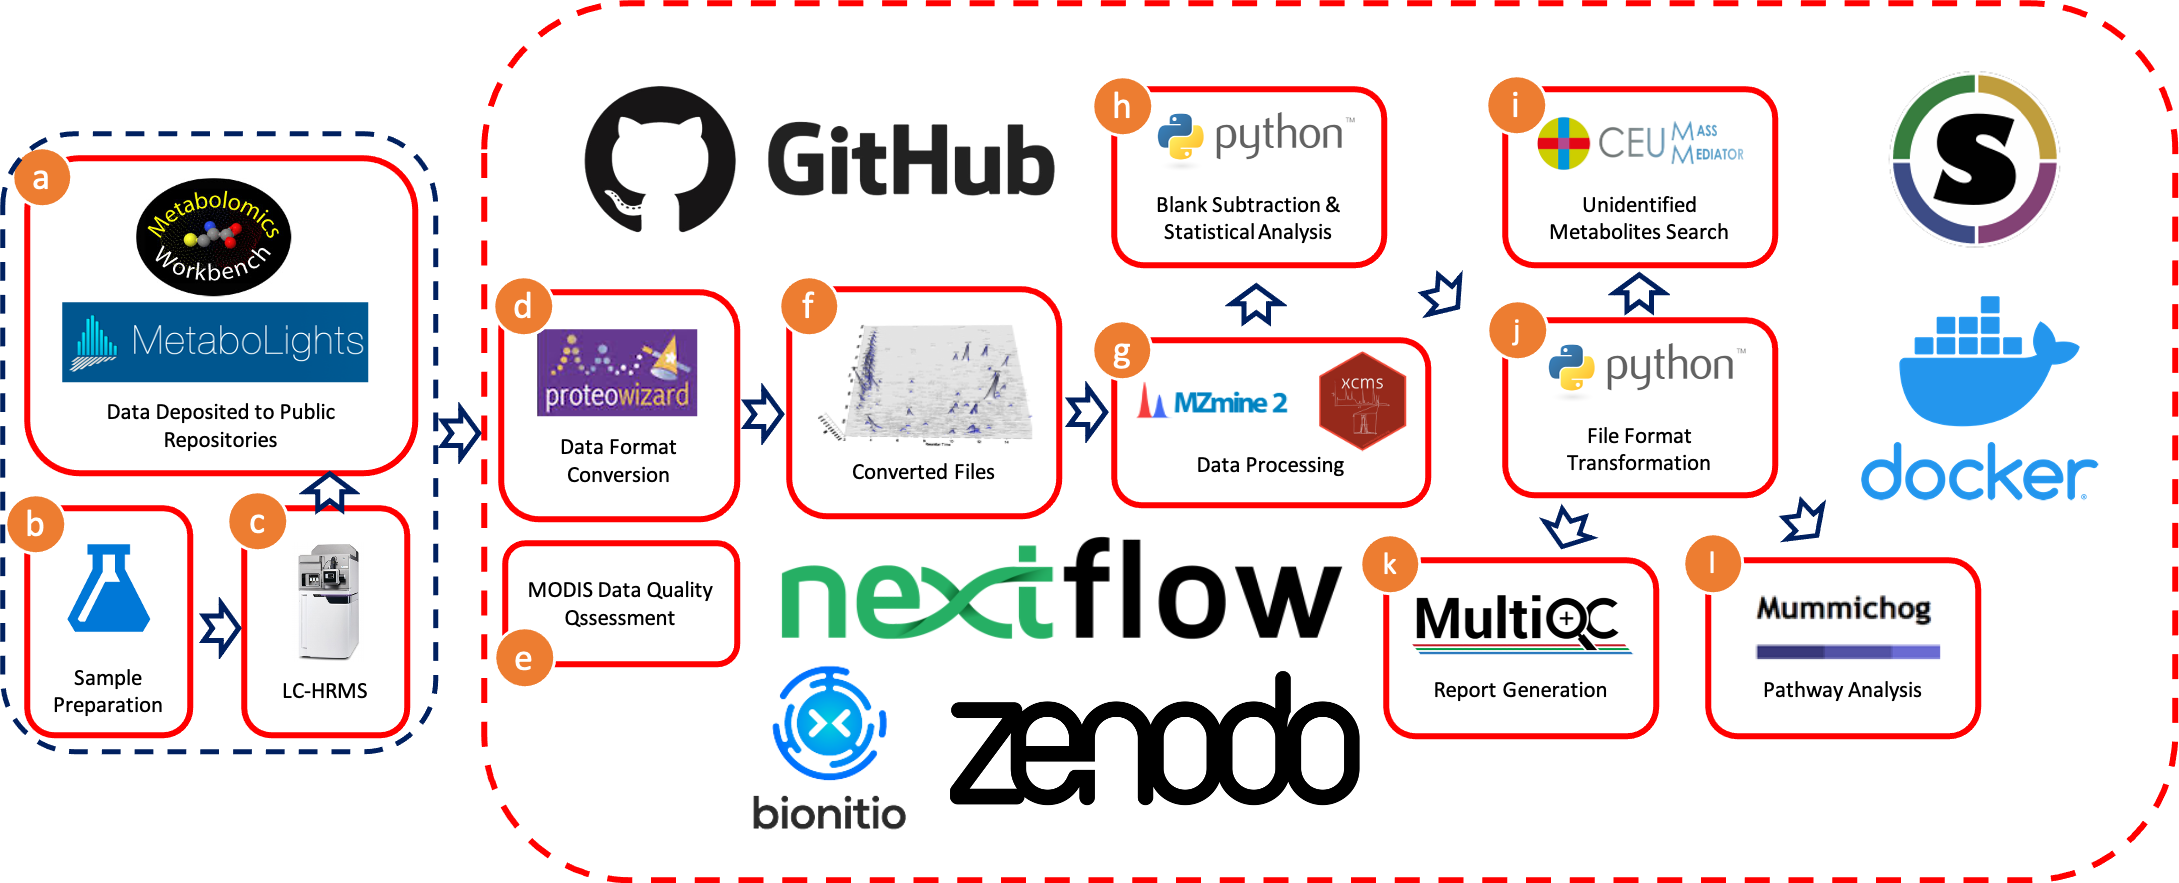 a
Metabolomics
Workbench
MetaboLights
Data Deposited to Public
Repositories
b
Sample
Preparation
c
LC-HRMS
GitHub
d
proteowizard
Data Format
Conversion
e
MODIS Data Quality
Qssessment
f
Converted Files
g
MZmine 2
xcms
Data Processing
h
python™
Blank Subtraction &
Statistical Analysis
i
CEU MASS
MEDIATOR
Unidentified
Metabolites Search
j
python™
File Format
Transformation
k
MultiQC
Report Generation
l
Mummichog
Pathway Analysis
S
docker
nextflow
bionitio
zenodo